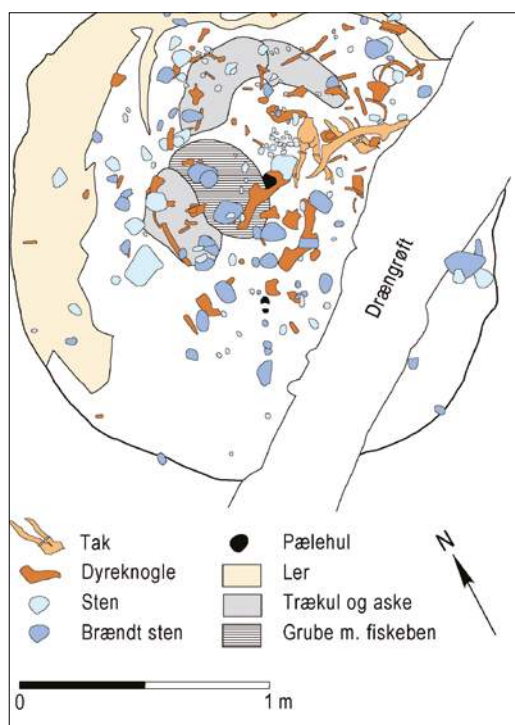 Drængrøft
Tak
Dyreknogle
Sten
Brændt sten
Pælehul
Ler
Trækul og aske
Grube m. fiskeben
N
0 1 m